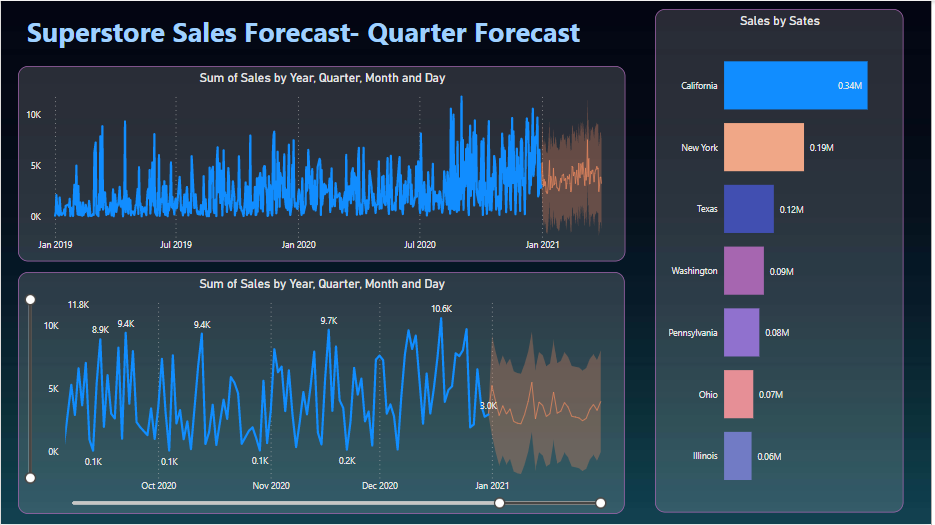 Superstore Sales Forecast- Quarter Forecast
Sum of Sales by Year, Quarter, Month and Day
10K
5K
0K
Jan 2019
Jul 2019
Jan 2020
Jul 2020
Jan 2021
Sum of Sales by Year, Quarter, Month and Day
11.8K
10.6K
9.7K
9.4K
9.4K
8.9K
10K
5K
3.0K
0K
0.1K
0.1K
0.1K
0.2K
Oct 2020
Nov 2020
Dec 2020
Jan 2021
Sales by Sates
California
0.34M
New York
0.19M
Texas
0.12M
Washington
0.09M
Pennsylvania
0.08M
Ohio
0.07M
Illinois
0.06M